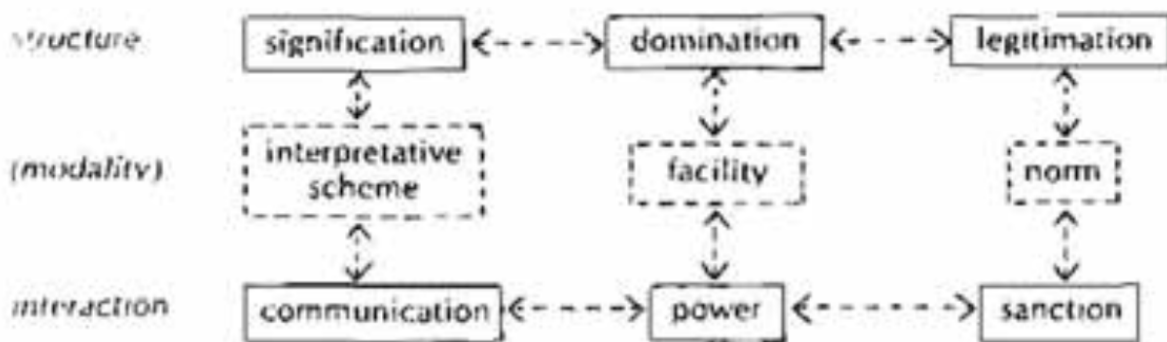 structure signification domination legitimation
(modality) interpretative scheme facility norm
interaction communication power sanction